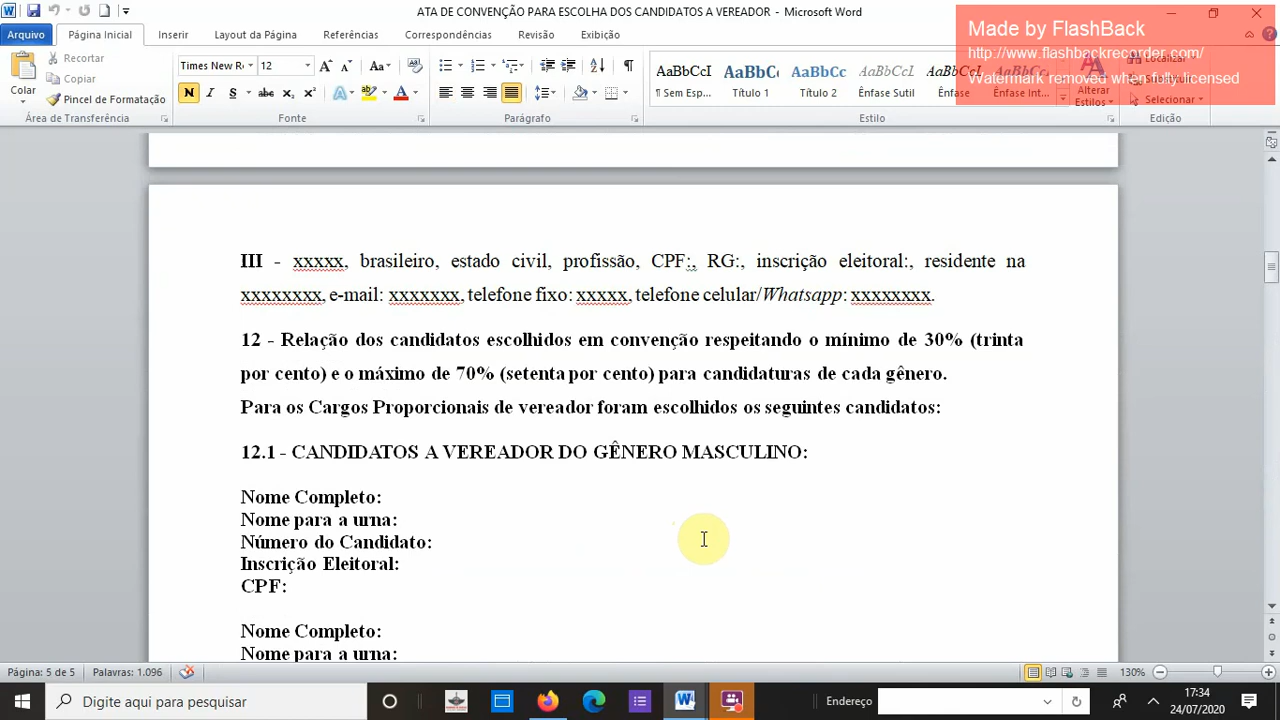 ATA DE CONVENÇÃO PARA ESCOLHA DOS CANDIDATOS A VEREADOR - Microsoft Word
Made by FlashBack
http://www.flashbackrecorder.com/
Watermark removed when fully licensed
Arquivo Página Inicial Inserir Layout da Página Referências Correspondências Revisão Exibição
Colar
Recortar
Copiar
Pincel de Formatação
Área de Transferência
Times New R 12
N I S abc x₂ x² A
Fonte
Parágrafo
AaBbCcI AaBbCc AaBbCc AaBbCcI AaBbCcI
¶ Sem Esp... Título 1 Título 2 Ênfase Sutil Ênfase Ênfase Int...
Alterar Estilos
Estilo
Localizar
Selecionar
Edição
III - xxxxx, brasileiro, estado civil, profissão, CPF:, RG:, inscrição eleitoral:, residente na
xxxxxxxx, e-mail: xxxxxxx, telefone fixo: xxxxx, telefone celular/Whatsapp: xxxxxxxx.
12 - Relação dos candidatos escolhidos em convenção respeitando o mínimo de 30% (trinta
por cento) e o máximo de 70% (setenta por cento) para candidaturas de cada gênero.
Para os Cargos Proporcionais de vereador foram escolhidos os seguintes candidatos:
12.1 - CANDIDATOS A VEREADOR DO GÊNERO MASCULINO:
Nome Completo:
Nome para a urna:
Número do Candidato:
Inscrição Eleitoral:
CPF:
Nome Completo:
Nome para a urna:
Página: 5 de 5 Palavras: 1.096 130%
Digite aqui para pesquisar
Endereço
17:34
24/07/2020